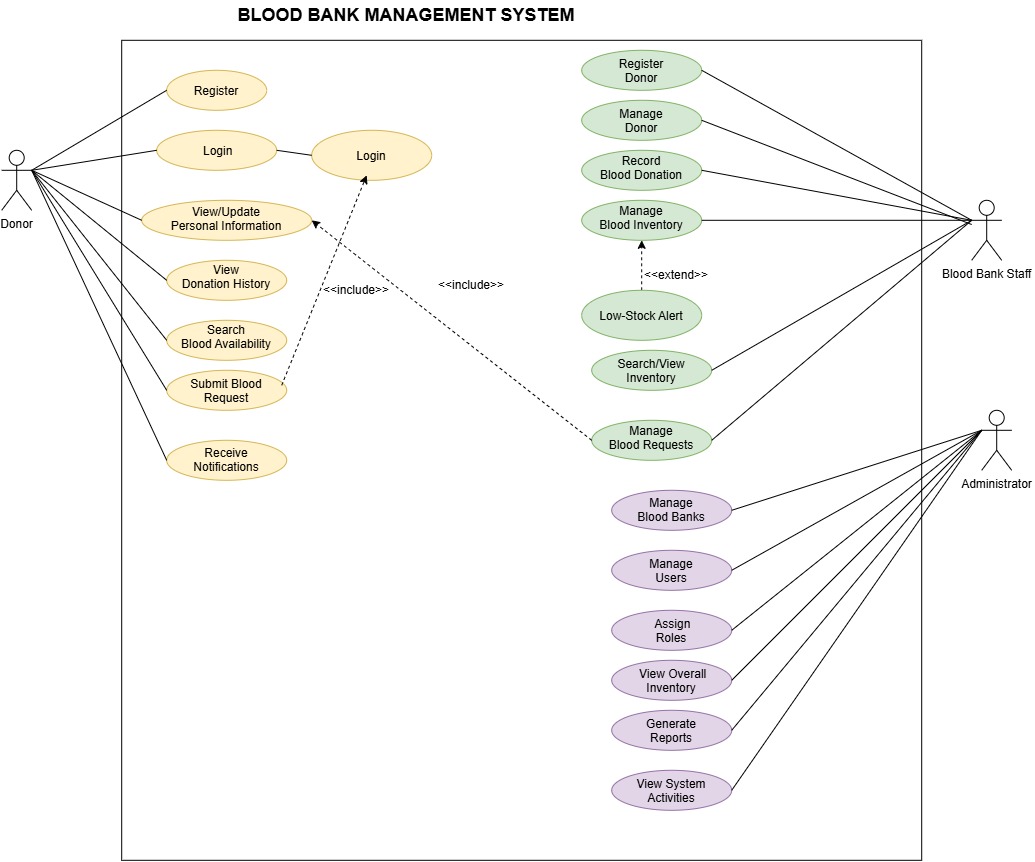 BLOOD BANK MANAGEMENT SYSTEM
Register
Login
Login
Donor
View/Update
Personal Information
View
Donation History
<<include>>
<<include>>
Search
Blood Availability
Submit Blood
Request
Receive
Notifications
Register
Donor
Manage
Donor
Record
Blood Donation
Manage
Blood Inventory
<<extend>>
Blood Bank Staff
Low-Stock Alert
Search/View
Inventory
Manage
Blood Requests
Administrator
Manage
Blood Banks
Manage
Users
Assign
Roles
View Overall
Inventory
Generate
Reports
View System
Activities